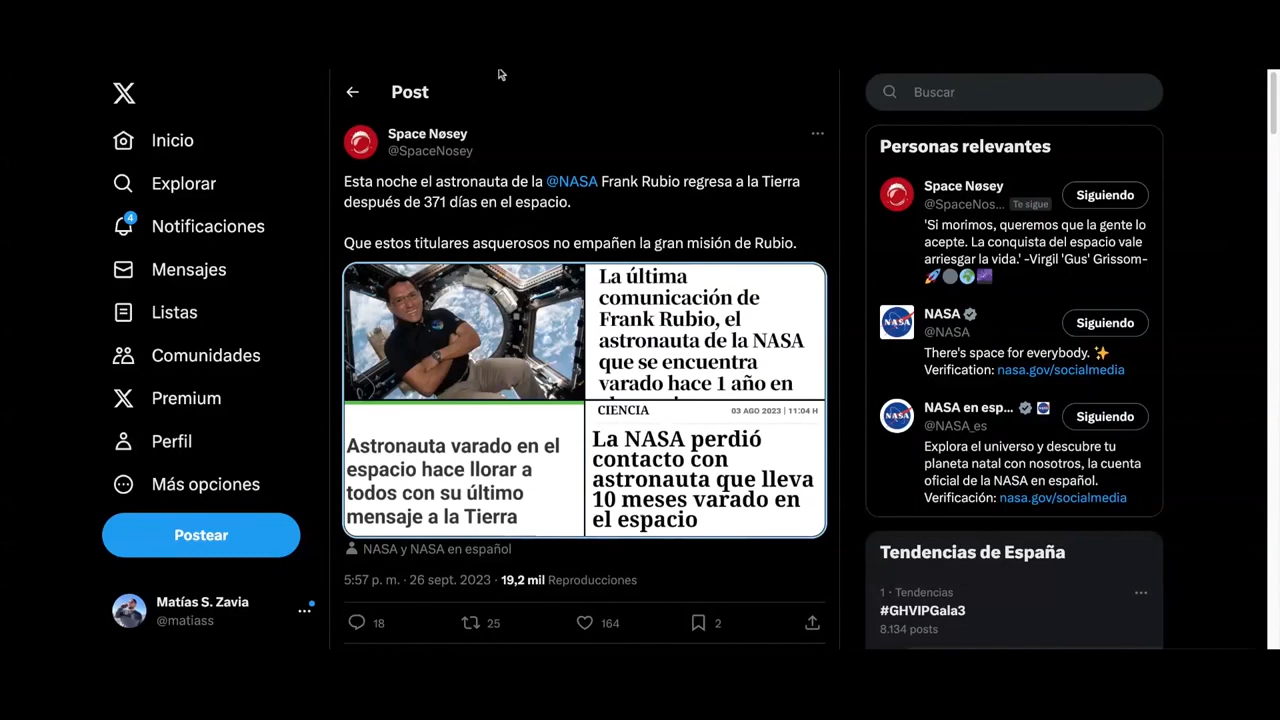 Inicio
Explorar
4
Notificaciones
Mensajes
Listas
Comunidades
Premium
Perfil
Más opciones
Postear
Matías S. Zavia
@matiass
Post
Space Nøsey
@SpaceNosey
Esta noche el astronauta de la @NASA Frank Rubio regresa a la Tierra
después de 371 días en el espacio.
Que estos titulares asquerosos no empañen la gran misión de Rubio.
La última
comunicación de
Frank Rubio, el
astronauta de la NASA
que se encuentra
varado hace 1 año en
Astronauta varado en el
espacio hace llorar a
todos con su último
mensaje a la Tierra
CIENCIA 03 AGO 2023 | 11:04 H
La NASA perdió
contacto con
astronauta que lleva
10 meses varado en
el espacio
NASA y NASA en español
5:57 p. m. · 26 sept. 2023 · 19,2 mil Reproducciones
18 25 164 2
Buscar
Personas relevantes
Space Nøsey
@SpaceNos... Te sigue
Siguiendo
'Si morimos, queremos que la gente lo
acepte. La conquista del espacio vale
arriesgar la vida.' -Virgil 'Gus' Grissom-
NASA
NASA
@NASA
Siguiendo
There's space for everybody. ✨
Verification: nasa.gov/socialmedia
NASA
NASA en esp...
@NASA_es
Siguiendo
Explora el universo y descubre tu
planeta natal con nosotros, la cuenta
oficial de la NASA en español.
Verificación: nasa.gov/socialmedia
Tendencias de España
1 · Tendencias
#GHVIPGala3
8.134 posts